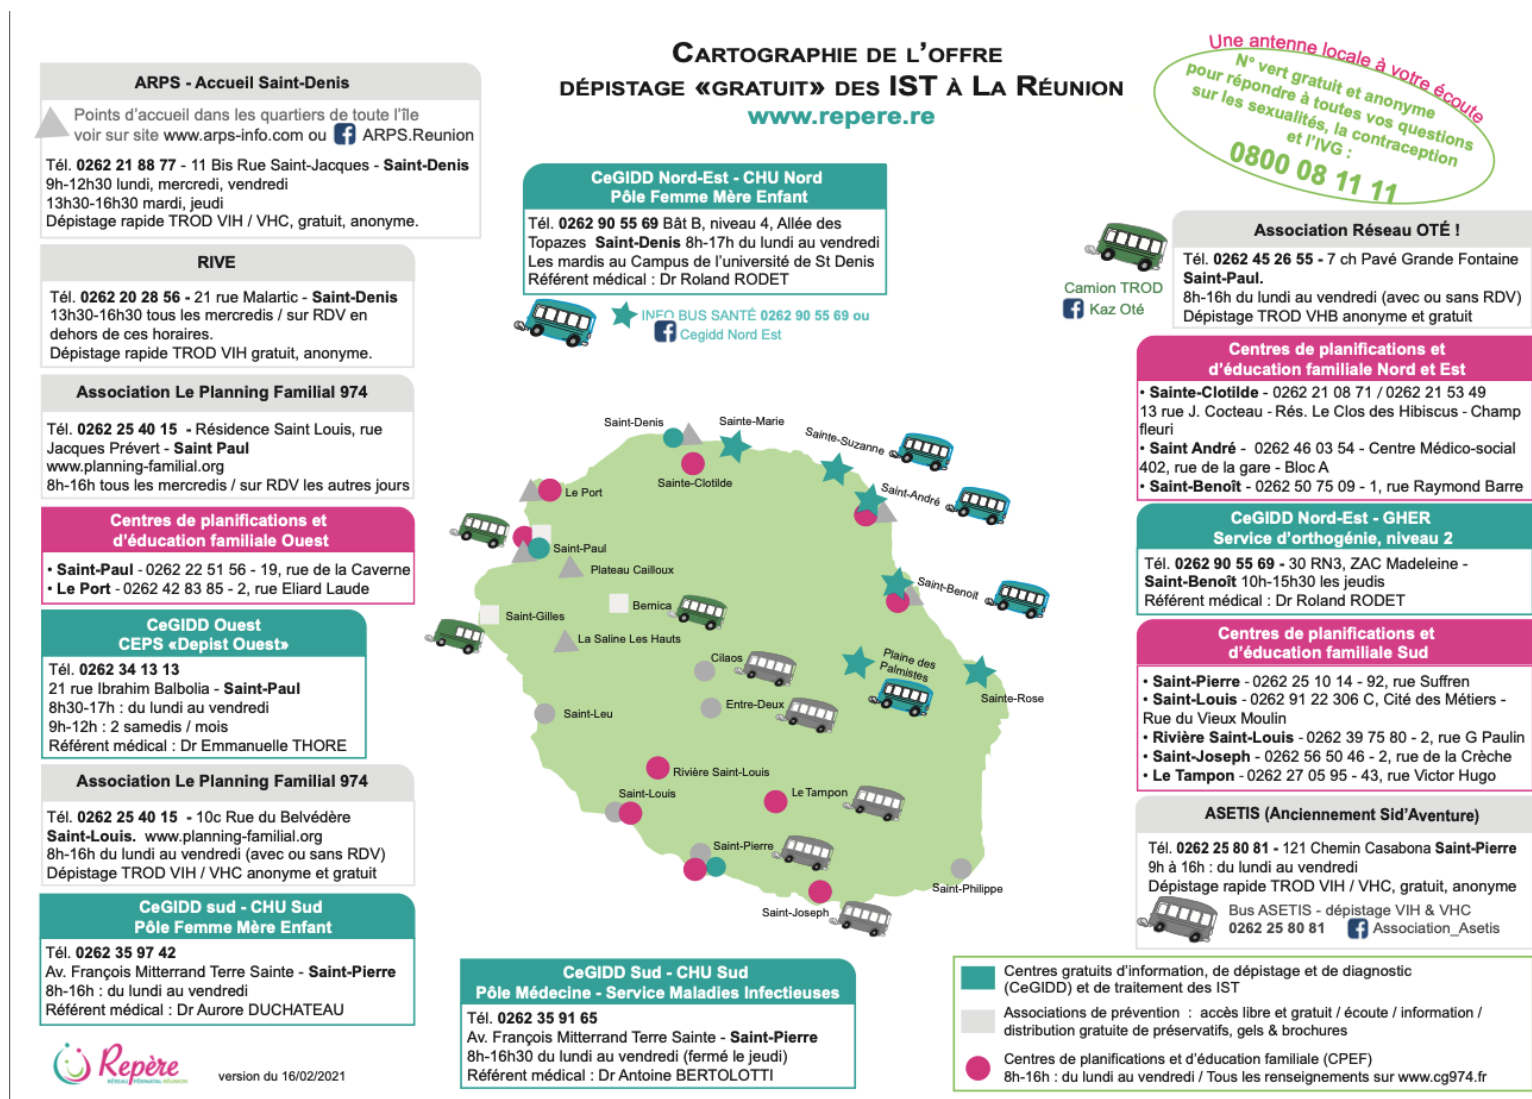 CARTOGRAPHIE DE L'OFFRE
DÉPISTAGE «GRATUIT» DES IST À LA RÉUNION
www.repere.re
Une antenne locale à votre écoute
N° vert gratuit et anonyme
pour répondre à toutes vos questions
sur les sexualités, la contraception
et l'IVG :
0800 08 11 11
ARPS - Accueil Saint-Denis
Points d'accueil dans les quartiers de toute l'île
voir sur site www.arps-info.com ou ARPS.Reunion
Tél. 0262 21 88 77 - 11 Bis Rue Saint-Jacques - Saint-Denis
9h-12h30 lundi, mercredi, vendredi
13h30-16h30 mardi, jeudi
Dépistage rapide TROD VIH / VHC, gratuit, anonyme.
RIVE
Tél. 0262 20 28 56 - 21 rue Malartic - Saint-Denis
13h30-16h30 tous les mercredis / sur RDV en
dehors de ces horaires.
Dépistage rapide TROD VIH gratuit, anonyme.
Association Le Planning Familial 974
Tél. 0262 25 40 15 - Résidence Saint Louis, rue
Jacques Prévert - Saint Paul
www.planning-familial.org
8h-16h tous les mercredis / sur RDV les autres jours
Centres de planifications et
d'éducation familiale Ouest
• Saint-Paul - 0262 22 51 56 - 19, rue de la Caverne
• Le Port - 0262 42 83 85 - 2, rue Eliard Laude
CeGIDD Ouest
CEPS «Depist Ouest»
Tél. 0262 34 13 13
21 rue Ibrahim Balbolia - Saint-Paul
8h30-17h : du lundi au vendredi
9h-12h : 2 samedis / mois
Référent médical : Dr Emmanuelle THORE
Association Le Planning Familial 974
Tél. 0262 25 40 15 - 10c Rue du Belvédère
Saint-Louis. www.planning-familial.org
8h-16h du lundi au vendredi (avec ou sans RDV)
Dépistage TROD VIH / VHC anonyme et gratuit
CeGIDD sud - CHU Sud
Pôle Femme Mère Enfant
Tél. 0262 35 97 42
Av. François Mitterrand Terre Sainte - Saint-Pierre
8h-16h : du lundi au vendredi
Référent médical : Dr Aurore DUCHATEAU
Repère
RÉSEAU PÉRINATAL RÉUNION
version du 16/02/2021
CeGIDD Nord-Est - CHU Nord
Pôle Femme Mère Enfant
Tél. 0262 90 55 69 Bât B, niveau 4, Allée des
Topazes Saint-Denis 8h-17h du lundi au vendredi
Les mardis au Campus de l'université de St Denis
Référent médical : Dr Roland RODET
INFO BUS SANTÉ 0262 90 55 69 ou
Cegidd Nord Est
Saint-Denis
Sainte-Marie
Sainte-Suzanne
Sainte-Clotilde
Le Port
Saint-André
Saint-Paul
Plateau Cailloux
Saint-Benoit
Bernica
Saint-Gilles
La Saline Les Hauts
Cilaos
Plaine des
Palmistes
Sainte-Rose
Entre-Deux
Saint-Leu
Rivière Saint-Louis
Saint-Louis
Le Tampon
Saint-Pierre
Saint-Philippe
Saint-Joseph
CeGIDD Sud - CHU Sud
Pôle Médecine - Service Maladies Infectieuses
Tél. 0262 35 91 65
Av. François Mitterrand Terre Sainte - Saint-Pierre
8h-16h30 du lundi au vendredi (fermé le jeudi)
Référent médical : Dr Antoine BERTOLOTTI
Camion TROD
Kaz Oté
Association Réseau OTÉ !
Tél. 0262 45 26 55 - 7 ch Pavé Grande Fontaine
Saint-Paul.
8h-16h du lundi au vendredi (avec ou sans RDV)
Dépistage TROD VHB anonyme et gratuit
Centres de planifications et
d'éducation familiale Nord et Est
• Sainte-Clotilde - 0262 21 08 71 / 0262 21 53 49
13 rue J. Cocteau - Rés. Le Clos des Hibiscus - Champ
fleuri
• Saint André - 0262 46 03 54 - Centre Médico-social
402, rue de la gare - Bloc A
• Saint-Benoît - 0262 50 75 09 - 1, rue Raymond Barre
CeGIDD Nord-Est - GHER
Service d'orthogénie, niveau 2
Tél. 0262 90 55 69 - 30 RN3, ZAC Madeleine -
Saint-Benoît 10h-15h30 les jeudis
Référent médical : Dr Roland RODET
Centres de planifications et
d'éducation familiale Sud
• Saint-Pierre - 0262 25 10 14 - 92, rue Suffren
• Saint-Louis - 0262 91 22 306 C, Cité des Métiers -
Rue du Vieux Moulin
• Rivière Saint-Louis - 0262 39 75 80 - 2, rue G Paulin
• Saint-Joseph - 0262 56 50 46 - 2, rue de la Crèche
• Le Tampon - 0262 27 05 95 - 43, rue Victor Hugo
ASETIS (Anciennement Sid'Aventure)
Tél. 0262 25 80 81 - 121 Chemin Casabona Saint-Pierre
9h à 16h : du lundi au vendredi
Dépistage rapide TROD VIH / VHC, gratuit, anonyme
Bus ASETIS - dépistage VIH & VHC
0262 25 80 81 Association_Asetis
Centres gratuits d'information, de dépistage et de diagnostic
(CeGIDD) et de traitement des IST
Associations de prévention : accès libre et gratuit / écoute / information /
distribution gratuite de préservatifs, gels & brochures
Centres de planifications et d'éducation familiale (CPEF)
8h-16h : du lundi au vendredi / Tous les renseignements sur www.cg974.fr